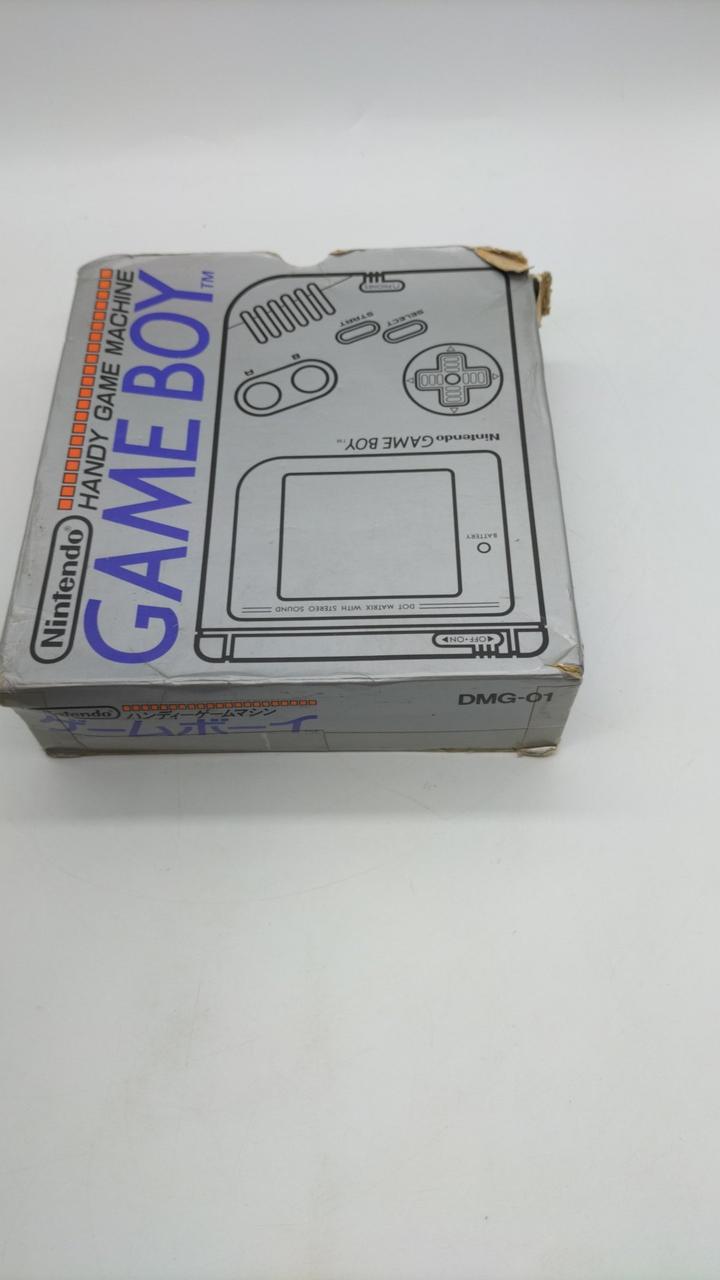 Nintendo®
HANDY GAME MACHINE
GAME BOY™
PHONES
START
SELECT
A
B
Nintendo GAME BOY™
BATTERY
DOT MATRIX WITH STEREO SOUND
◀OFF•ON▶
Nintendo
ハンディーゲームマシン
ゲームボーイ
DMG-01